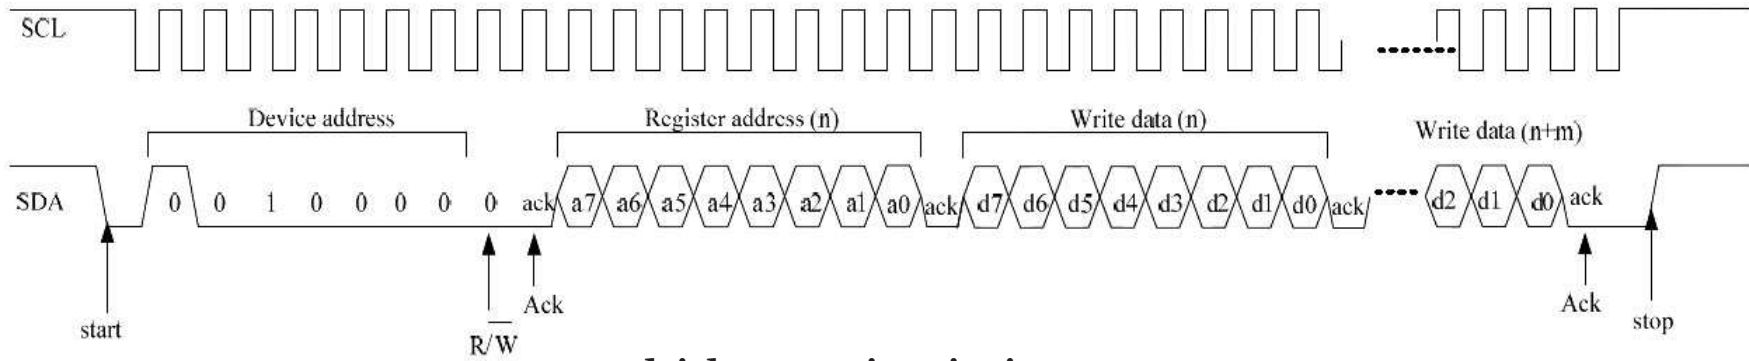 SCL
Device address Register address (n) Write data (n) Write data (n+m)
SDA 0 0 1 0 0 0 0 0 ack a7 a6 a5 a4 a3 a2 a1 a0 ack d7 d6 d5 d4 d3 d2 d1 d0 ack d2 d1 d0 ack
start R/W Ack Ack stop